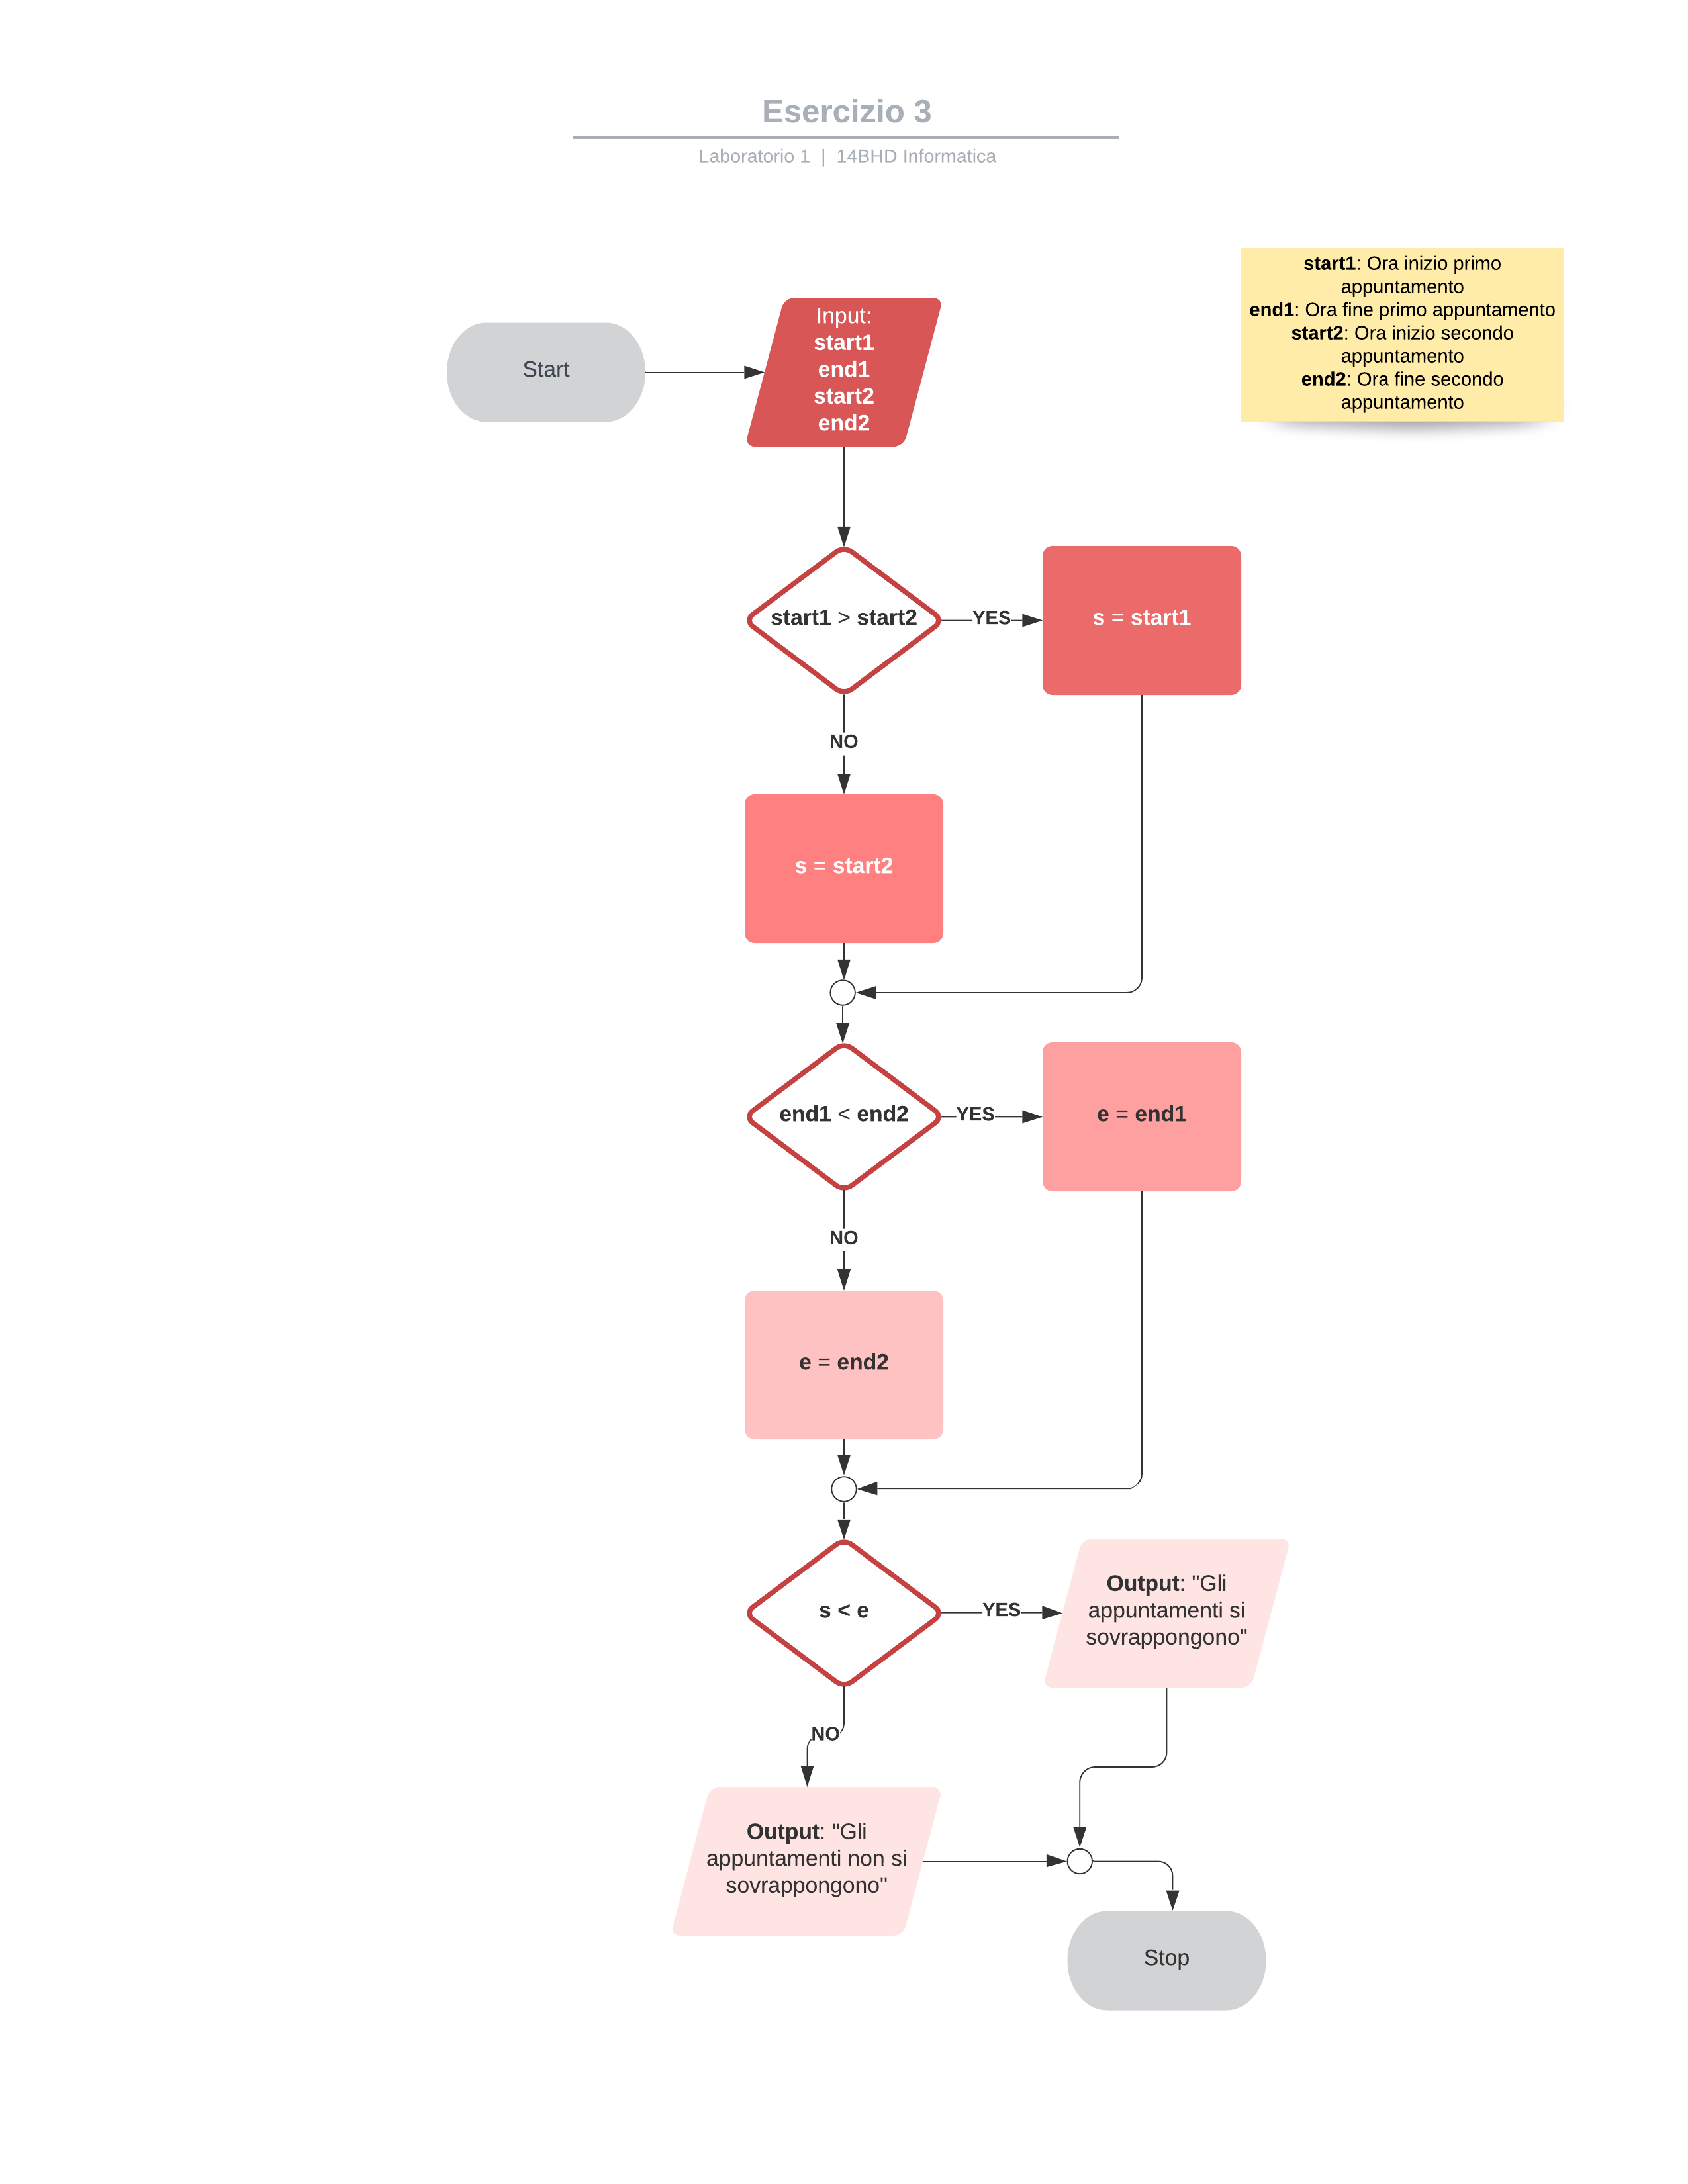 Esercizio 3
Laboratorio 1 | 14BHD Informatica
start1: Ora inizio primo
appuntamento
end1: Ora fine primo appuntamento
start2: Ora inizio secondo
appuntamento
end2: Ora fine secondo
appuntamento
Start
Input:
start1
end1
start2
end2
start1 > start2
YES
s = start1
NO
s = start2
end1 < end2
YES
e = end1
NO
e = end2
s < e
YES
Output: "Gli
appuntamenti si
sovrappongono"
NO
Output: "Gli
appuntamenti non si
sovrappongono"
Stop